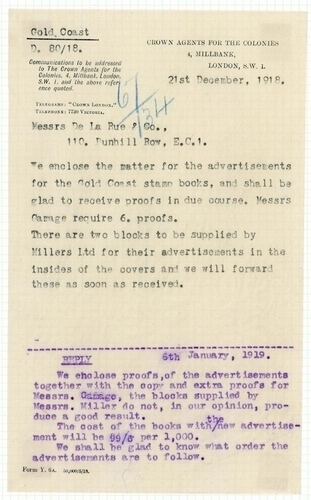 Gold, Coast
D. 80/18.
Communications to be addressed
to The Crown Agents for the
Colonies, 4, Millbank, London,
S.W. 1. and the above refer-
ence quoted.
TELEGRAMS: "CROWN LONDON."
TELEPHONE: 7730 VICTORIA.
CROWN AGENTS FOR THE COLONIES
4, MILLBANK,
LONDON, S.W. 1.
21st December, 1918.
6/34
Messrs De La Rue & Co.,
110. Bunhill Row, E.C.1.
We enclose the matter for the advertisements
for the Gold Coast stamp books, and shall be
glad to receive proofs in due course. Messrs
Gamage require 6. proofs.
There are two blocks to be supplied by
Millers Ltd for their advertisements in the
insides of the covers and we will forward
these as soon as received.
REPLY 6th January, 1919.
We enclose proofs, of the advertisements
together with the copy and extra proofs for
Messrs. Gamage, the blocks supplied by
Messrs. Miller do not, in our opinion, pro-
duce a good result.
The cost of the books with/the new advertise-
ment will be per 1,000.
We shall be glad to know what order the
advertisements are to follow.
Form Y. 6a.